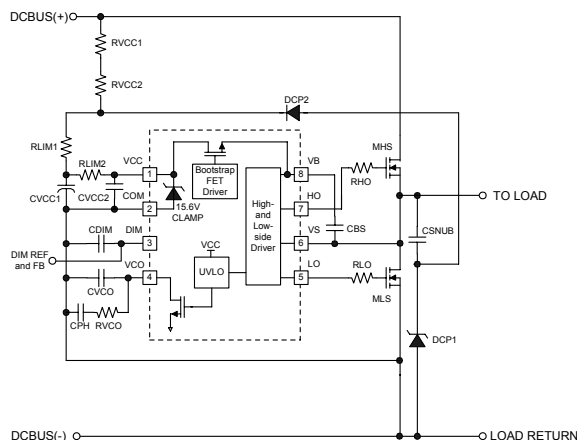 DCBUS(+)
RVCC1
RVCC2
DCP2
RLIM1
RLIM2
VCC
1
CVCC1
CVCC2
COM
2
15.6V
CLAMP
Bootstrap
FET
Driver
VB
8
HO
7
RHO
MHS
TO LOAD
High-
and
Low-
side
Driver
CBS
CSNUB
CDIM
DIM
3
DIM REF
and FB
VS
6
VCO
4
VCC
UVLO
LO
5
RLO
MLS
CVCO
CPH
RVCO
DCP1
DCBUS(-)
LOAD RETURN